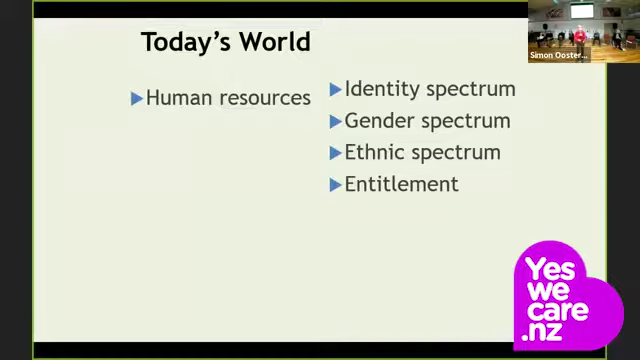 Today's World
▶Human resources
▶Identity spectrum
▶Gender spectrum
▶Ethnic spectrum
▶Entitlement
Simon Ooster...
Yes
we
care
.nz